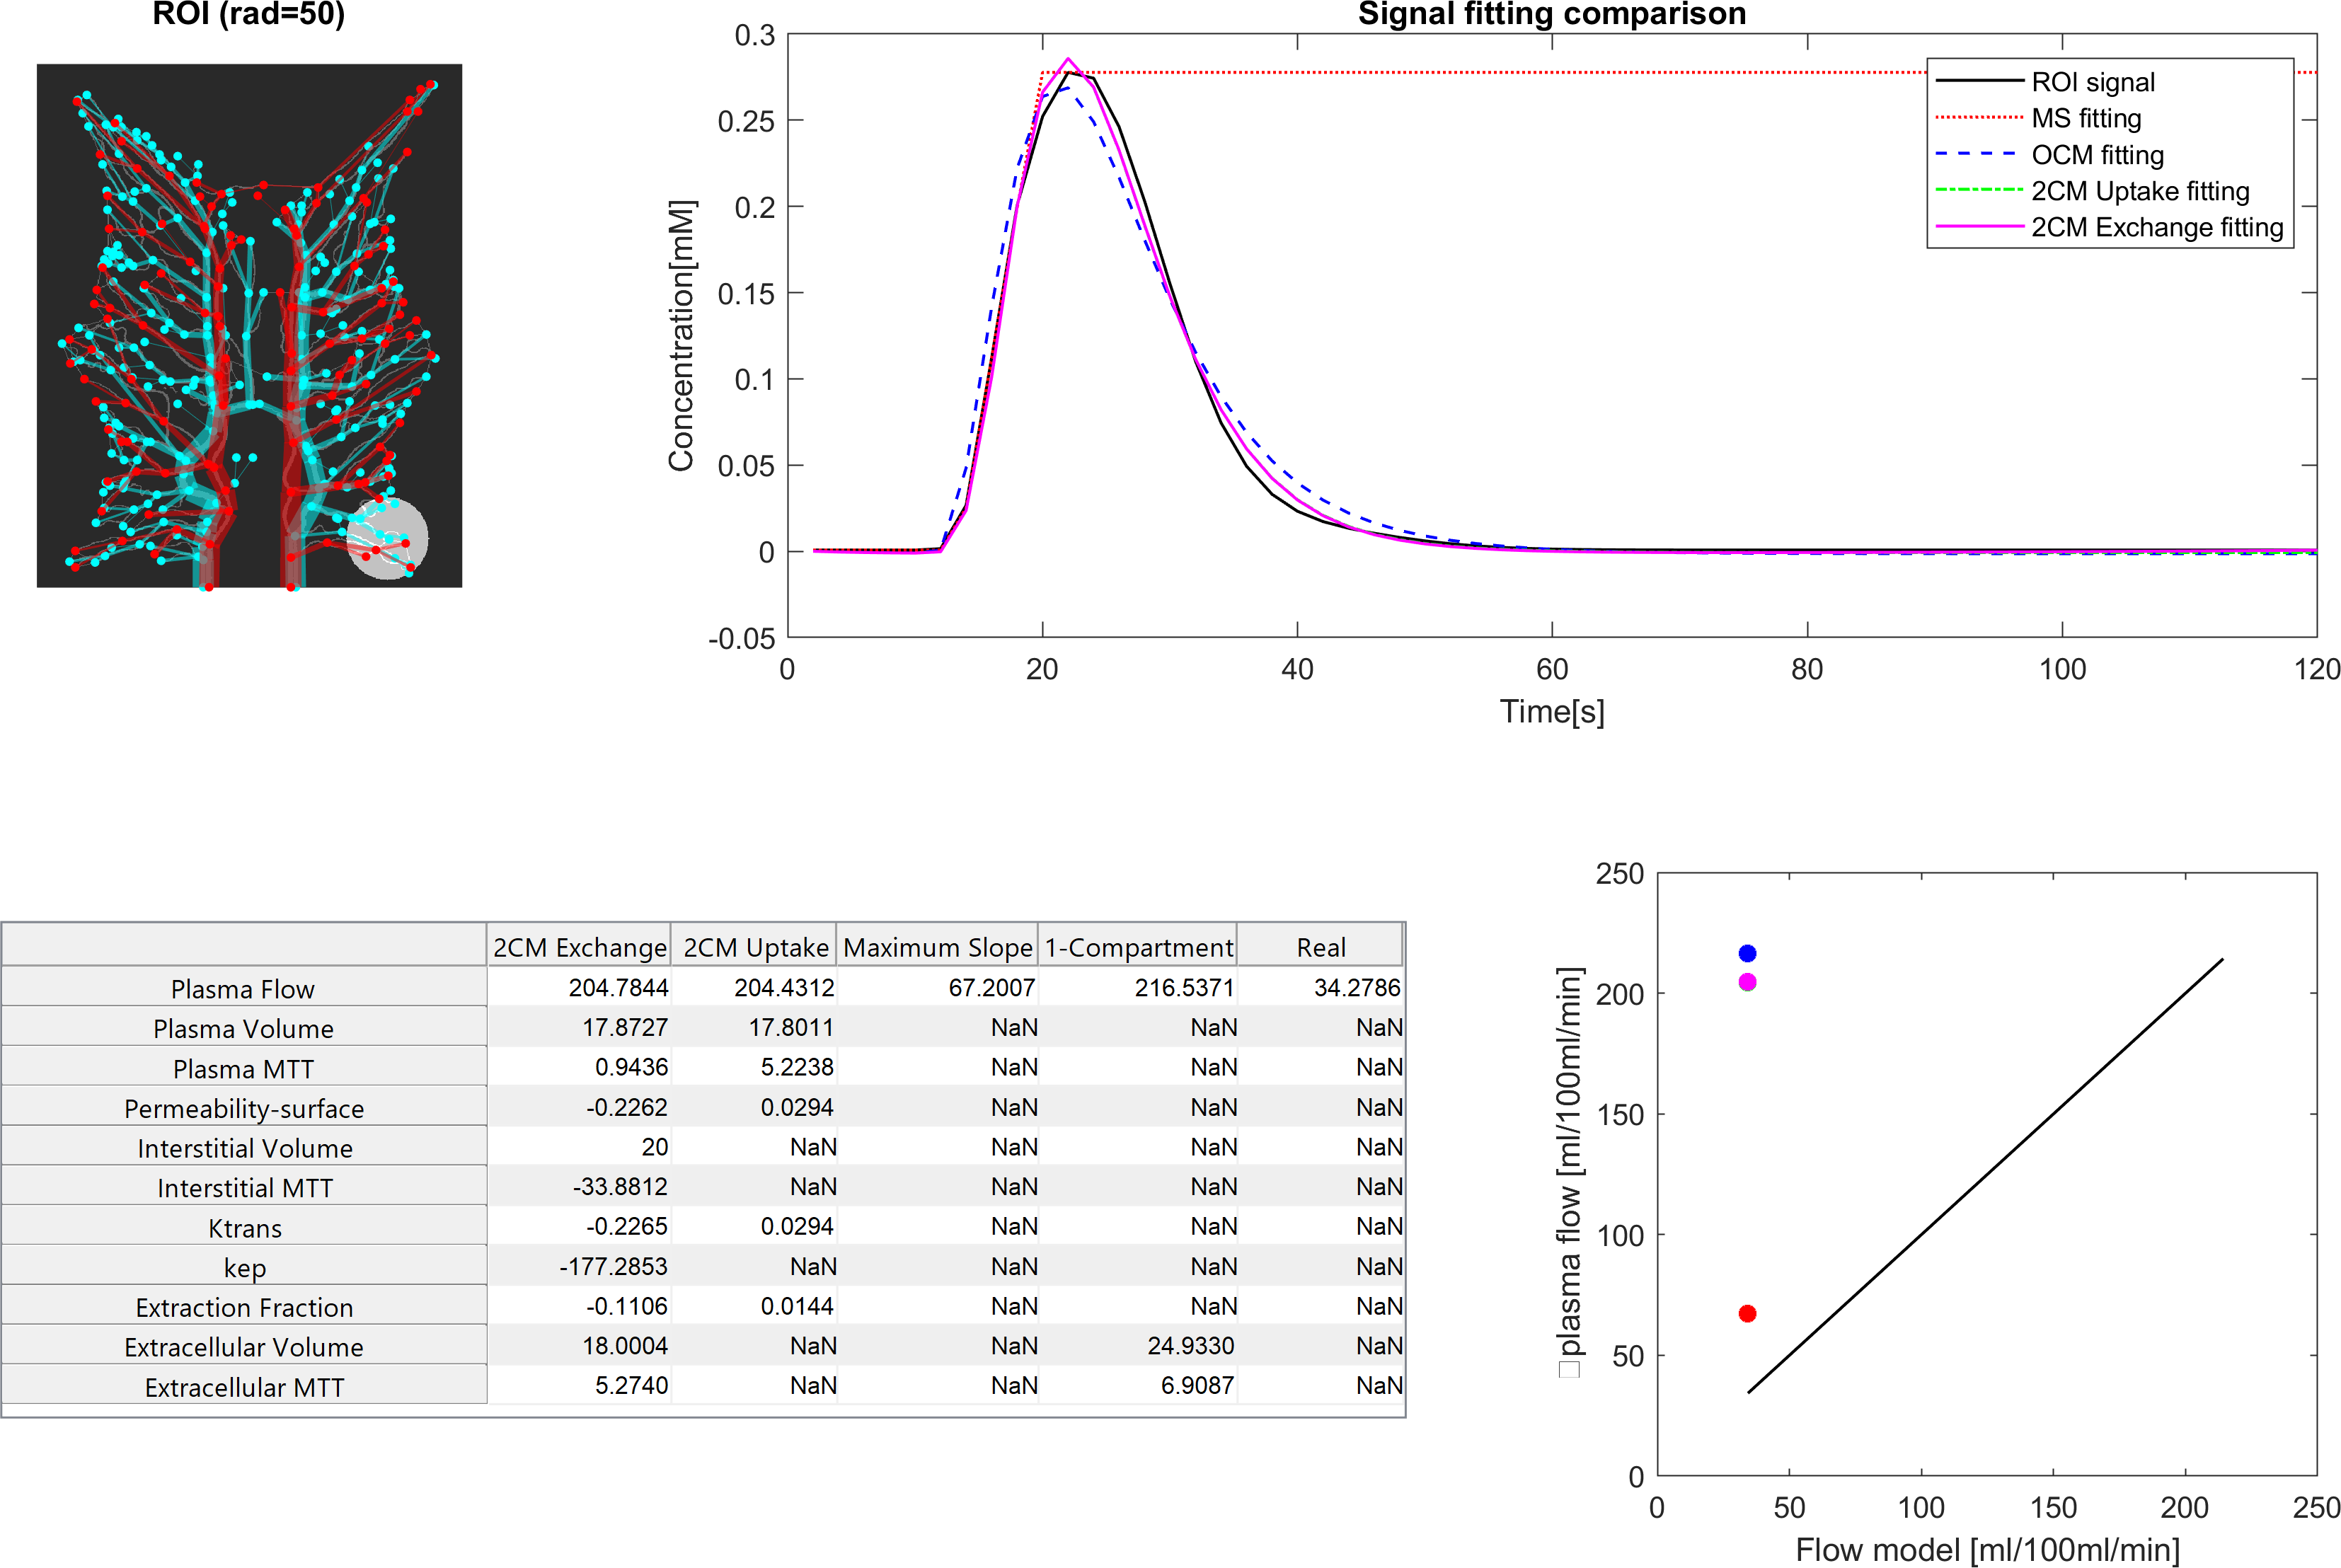 ROI (rad=50)
Signal fitting comparison
0.3
0.25
0.2
0.15
0.1
0.05
0
-0.05
Concentration[mM]
0 20 40 60 80 100 120
Time[s]
ROI signal
MS fitting
OCM fitting
2CM Uptake fitting
2CM Exchange fitting
2CM Exchange 2CM Uptake Maximum Slope 1-Compartment Real
Plasma Flow 204.7844 204.4312 67.2007 216.5371 34.2786
Plasma Volume 17.8727 17.8011 NaN NaN NaN
Plasma MTT 0.9436 5.2238 NaN NaN NaN
Permeability-surface -0.2262 0.0294 NaN NaN NaN
Interstitial Volume 20 NaN NaN NaN NaN
Interstitial MTT -33.8812 NaN NaN NaN NaN
Ktrans -0.2265 0.0294 NaN NaN NaN
kep -177.2853 NaN NaN NaN NaN
Extraction Fraction -0.1106 0.0144 NaN NaN NaN
Extracellular Volume 18.0004 NaN NaN 24.9330 NaN
Extracellular MTT 5.2740 NaN NaN 6.9087 NaN
250
200
150
100
50
0
□plasma flow [ml/100ml/min]
0 50 100 150 200 250
Flow model [ml/100ml/min]